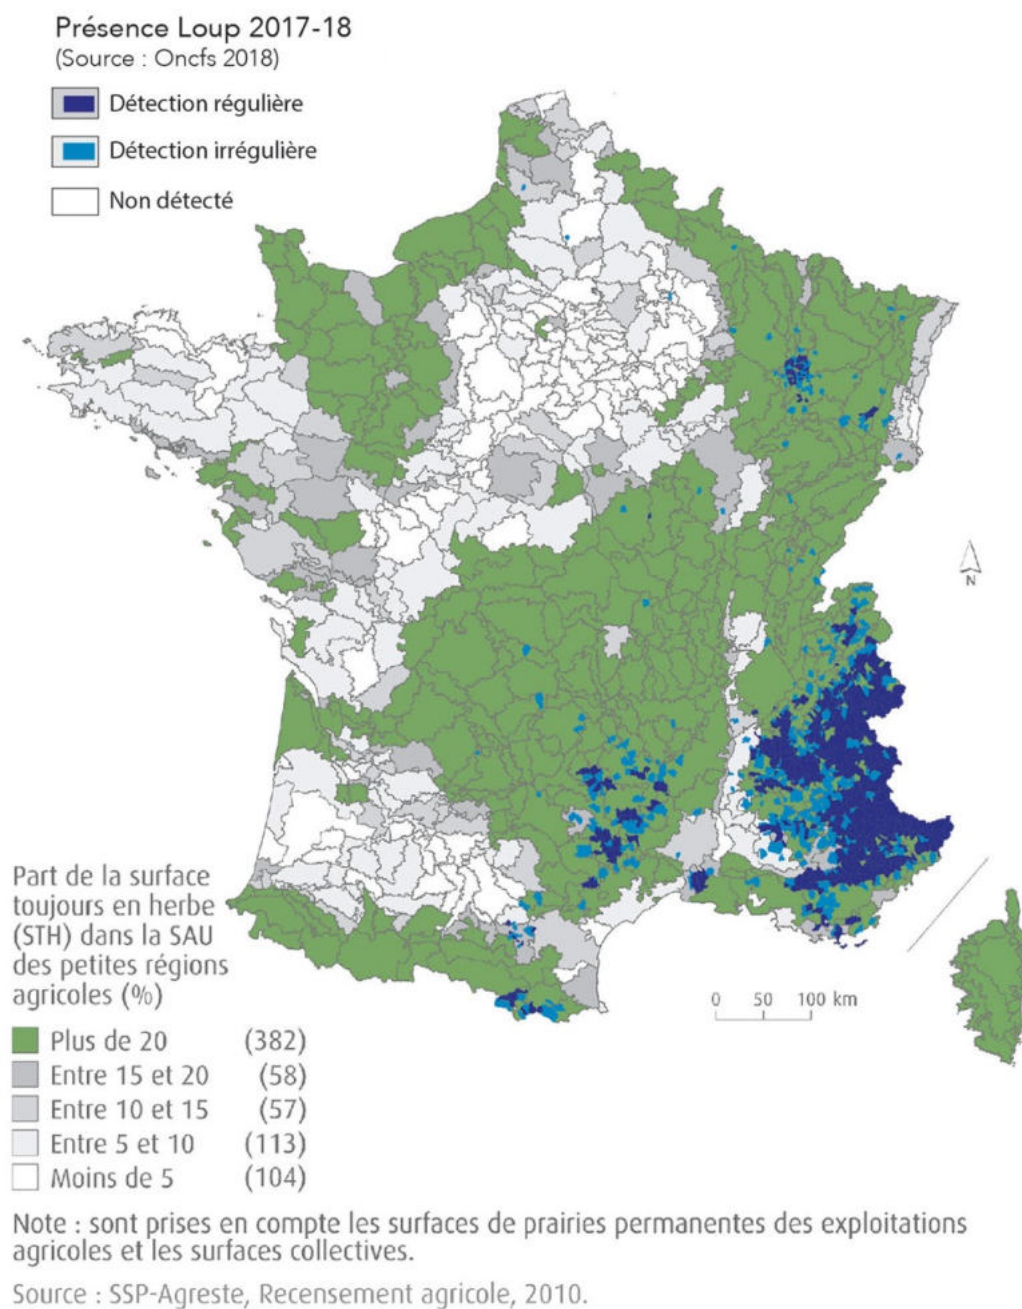 Présence Loup 2017-18
(Source : Oncfs 2018)
Détection régulière
Détection irrégulière
Non détecté
N
0 50 100 km
Part de la surface
toujours en herbe
(STH) dans la SAU
des petites régions
agricoles (%)
Plus de 20 (382)
Entre 15 et 20 (58)
Entre 10 et 15 (57)
Entre 5 et 10 (113)
Moins de 5 (104)
Note : sont prises en compte les surfaces de prairies permanentes des exploitations
agricoles et les surfaces collectives.
Source : SSP-Agreste, Recensement agricole, 2010.